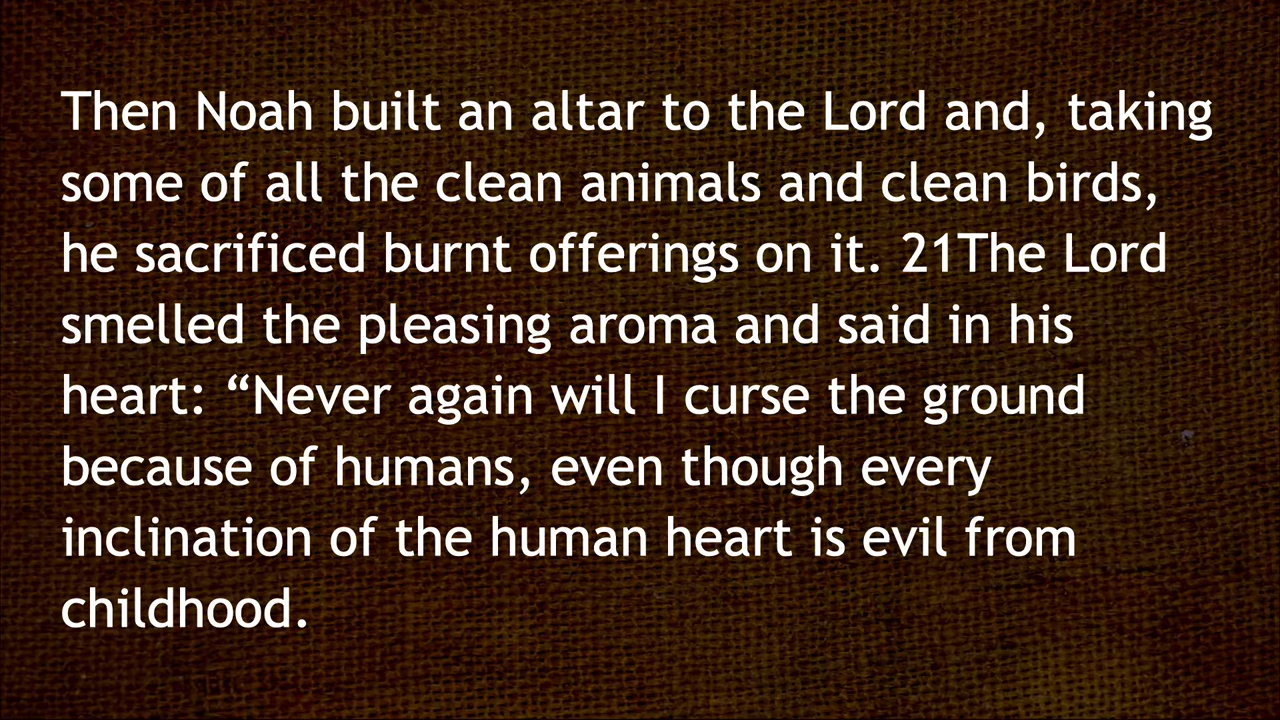 Then Noah built an altar to the Lord and, taking
some of all the clean animals and clean birds,
he sacrificed burnt offerings on it. 21The Lord
smelled the pleasing aroma and said in his
heart: “Never again will I curse the ground
because of humans, even though every
inclination of the human heart is evil from
childhood.